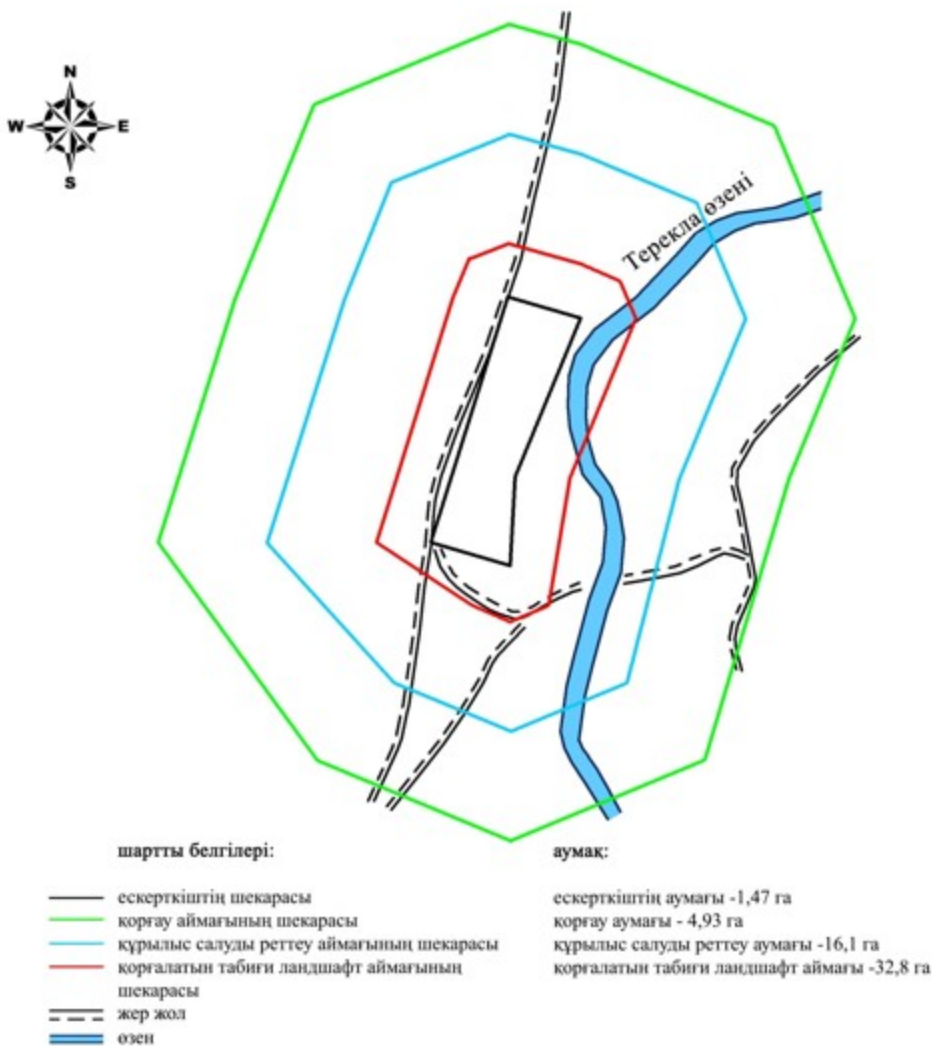 N
W E
S
Терекла өзені
шартты белгілері:
аумақ:
ескерткіштің шекарасы
ескерткіштің аумағы -1,47 га
қорғау аймағының шекарасы
қорғау аумағы - 4,93 га
құрылыс салуды реттеу аймағының шекарасы
құрылыс салуды реттеу аумағы -16,1 га
қорғалатын табиғи ландшафт аймағының
қорғалатын табиғи ландшафт аймағы -32,8 га
шекарасы
жер жол
өзен